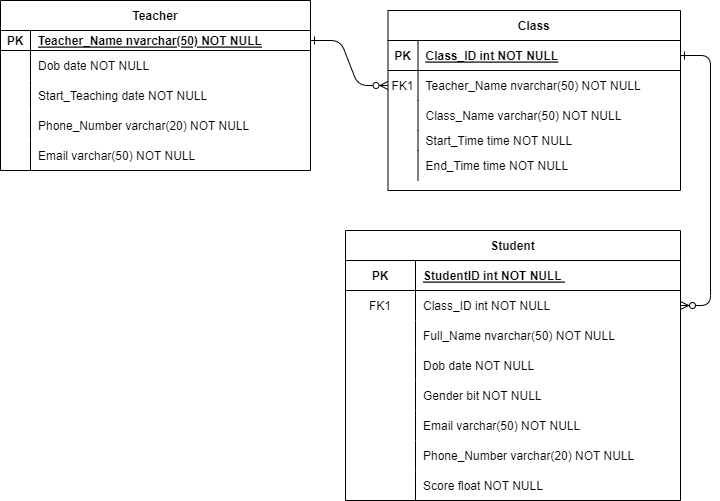 Teacher
PK Teacher_Name nvarchar(50) NOT NULL
Dob date NOT NULL
Start_Teaching date NOT NULL
Phone_Number varchar(20) NOT NULL
Email varchar(50) NOT NULL
Class
PK Class_ID int NOT NULL
FK1 Teacher_Name nvarchar(50) NOT NULL
Class_Name varchar(50) NOT NULL
Start_Time time NOT NULL
End_Time time NOT NULL
Student
PK StudentID int NOT NULL
FK1 Class_ID int NOT NULL
Full_Name nvarchar(50) NOT NULL
Dob date NOT NULL
Gender bit NOT NULL
Email varchar(50) NOT NULL
Phone_Number varchar(20) NOT NULL
Score float NOT NULL